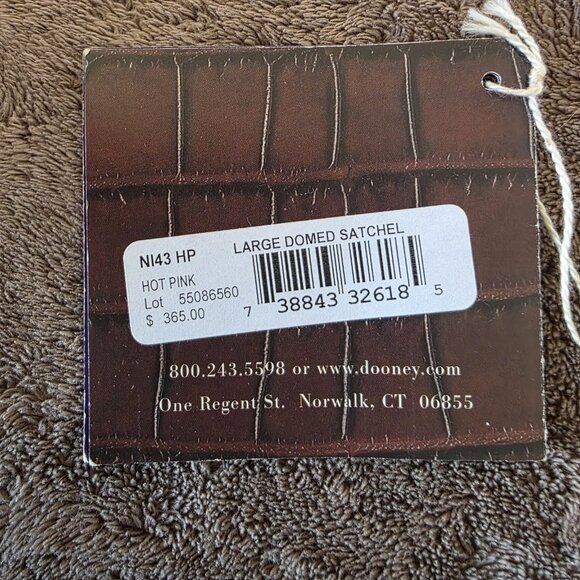 NI43 HP LARGE DOMED SATCHEL
HOT PINK
Lot 55086560
$ 365.00
7 38843 32618 5
800.243.5598 or www.dooney.com
One Regent St. Norwalk, CT 06855